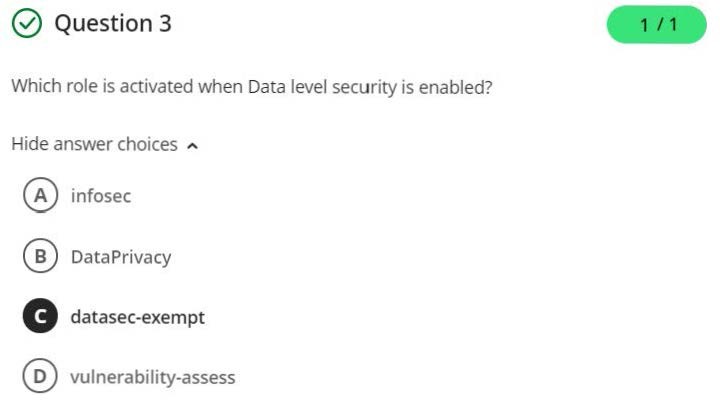 Question 3
1 / 1
Which role is activated when Data level security is enabled?
Hide answer choices
A infosec
B DataPrivacy
C datasec-exempt
D vulnerability-assess